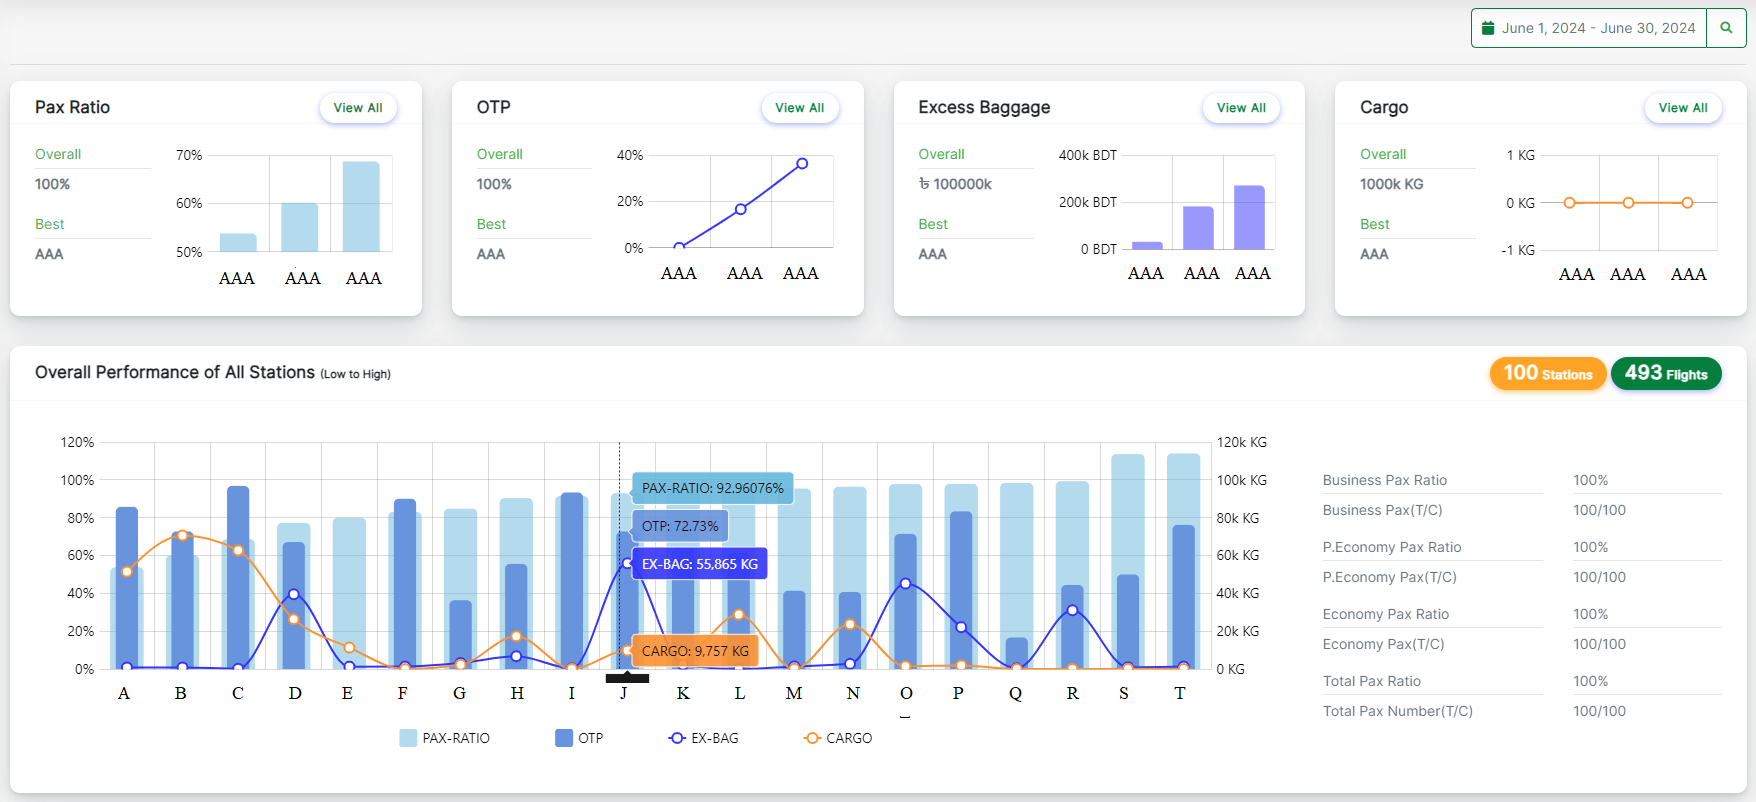 June 1, 2024 - June 30, 2024
Pax Ratio
View All
Overall
100%
Best
AAA
70%
60%
50%
AAA AAA AAA
OTP
View All
Overall
100%
Best
AAA
40%
20%
0%
AAA AAA AAA
Excess Baggage
View All
Overall
৳ 100000k
Best
AAA
400k BDT
200k BDT
0 BDT
AAA AAA AAA
Cargo
View All
Overall
1000k KG
Best
AAA
1 KG
0 KG
-1 KG
AAA AAA AAA
Overall Performance of All Stations (Low to High)
100 Stations
493 Flights
120%
100%
80%
60%
40%
20%
0%
120k KG
100k KG
80k KG
60k KG
40k KG
20k KG
0 KG
PAX-RATIO: 92.96076%
OTP: 72.73%
EX-BAG: 55,865 KG
CARGO: 9,757 KG
A B C D E F G H I J K L M N O P Q R S T
PAX-RATIO OTP EX-BAG CARGO
Business Pax Ratio 100%
Business Pax(T/C) 100/100
P.Economy Pax Ratio 100%
P.Economy Pax(T/C) 100/100
Economy Pax Ratio 100%
Economy Pax(T/C) 100/100
Total Pax Ratio 100%
Total Pax Number(T/C) 100/100